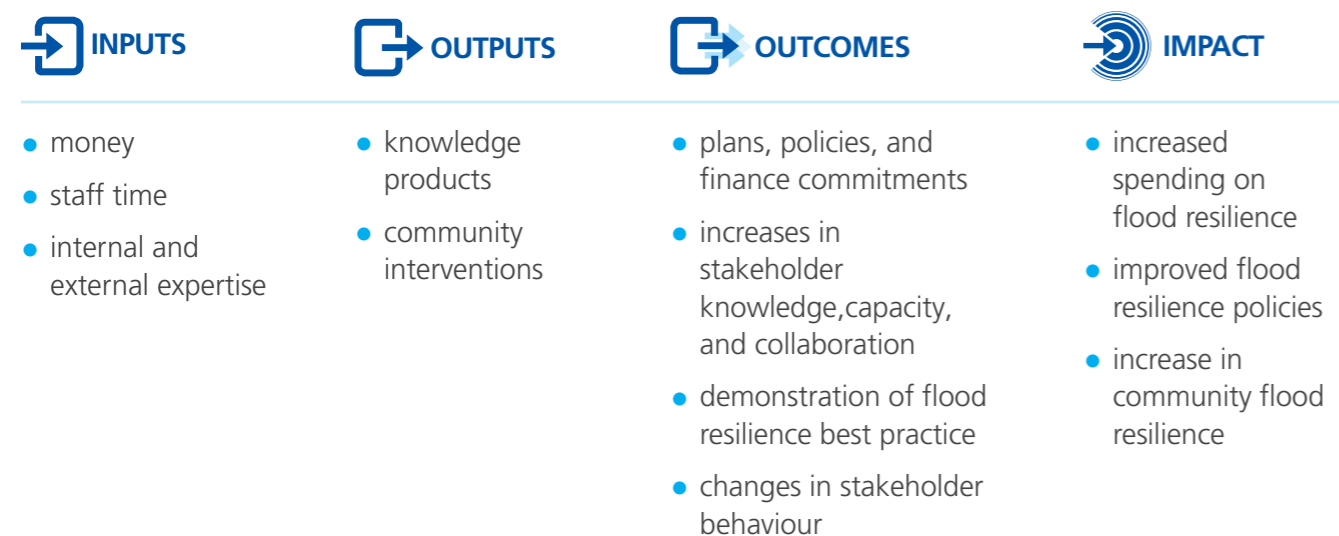 INPUTS
money
staff time
internal and
external expertise
OUTPUTS
knowledge
products
community
interventions
OUTCOMES
plans, policies, and
finance commitments
increases in
stakeholder
knowledge,capacity,
and collaboration
demonstration of flood
resilience best practice
changes in stakeholder
behaviour
IMPACT
increased
spending on
flood resilience
improved flood
resilience policies
increase in
community flood
resilience